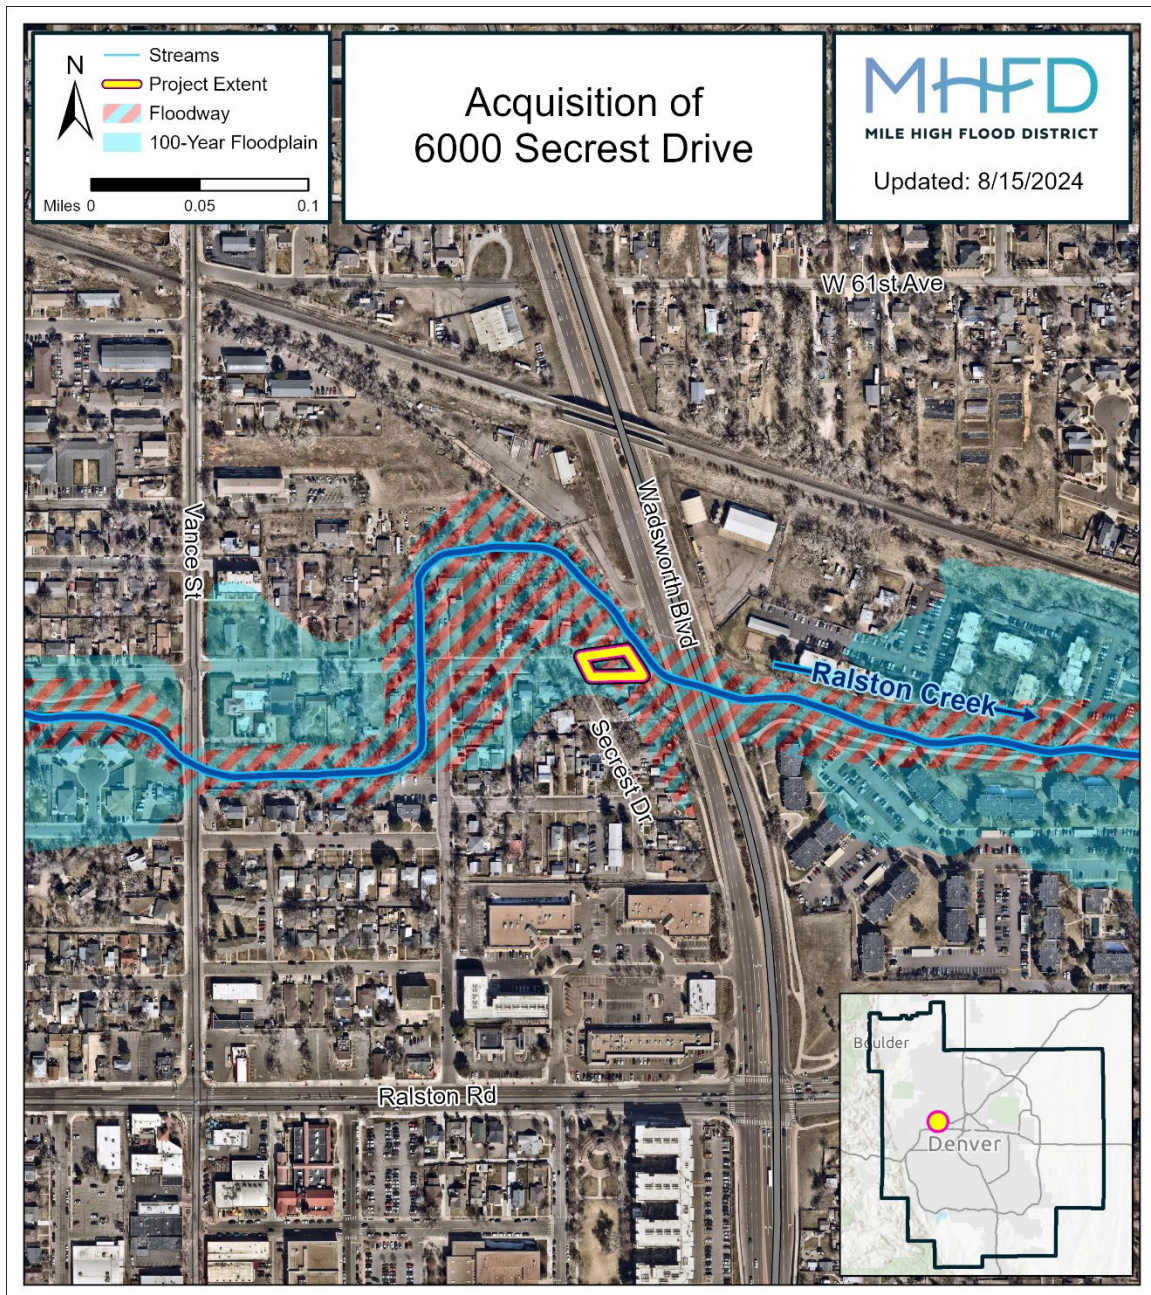 N
Streams
Project Extent
Floodway
100-Year Floodplain
Miles 0 0.05 0.1
Acquisition of
6000 Secrest Drive
MHFD
MILE HIGH FLOOD DISTRICT
Updated: 8/15/2024
W 61st Ave
Vance St
Wadsworth Blvd
Ralston Creek
Secrest Dr.
Ralston Rd
Boulder
Denver